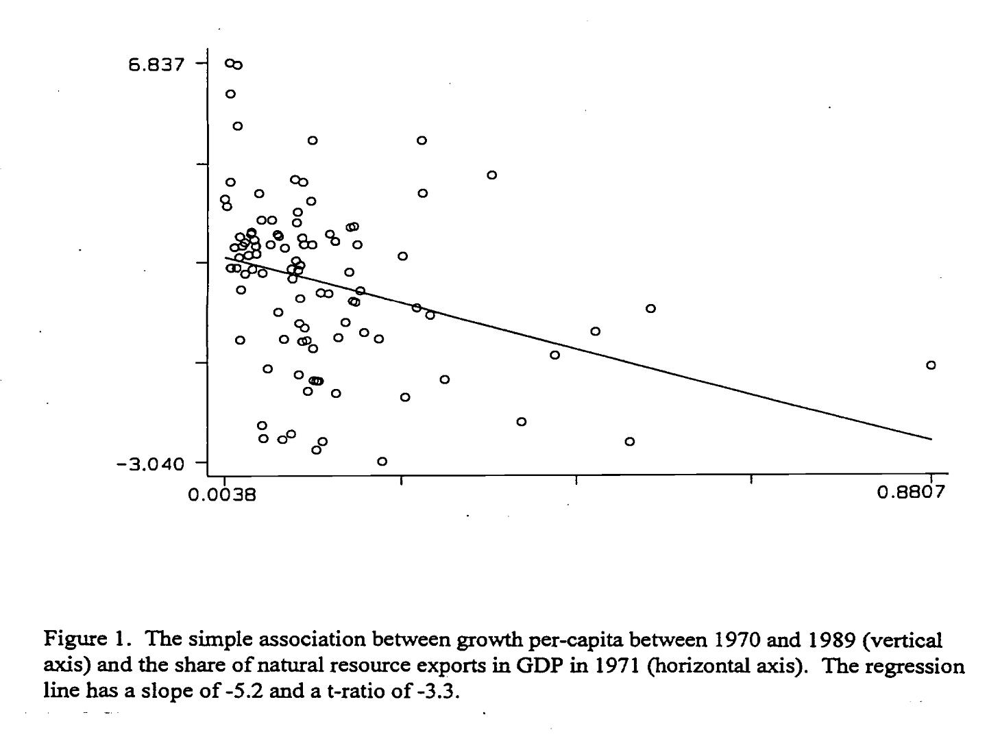 6.837
-3.040
0.0038
0.8807
Figure 1. The simple association between growth per-capita between 1970 and 1989 (vertical
axis) and the share of natural resource exports in GDP in 1971 (horizontal axis). The regression
line has a slope of -5.2 and a t-ratio of -3.3.